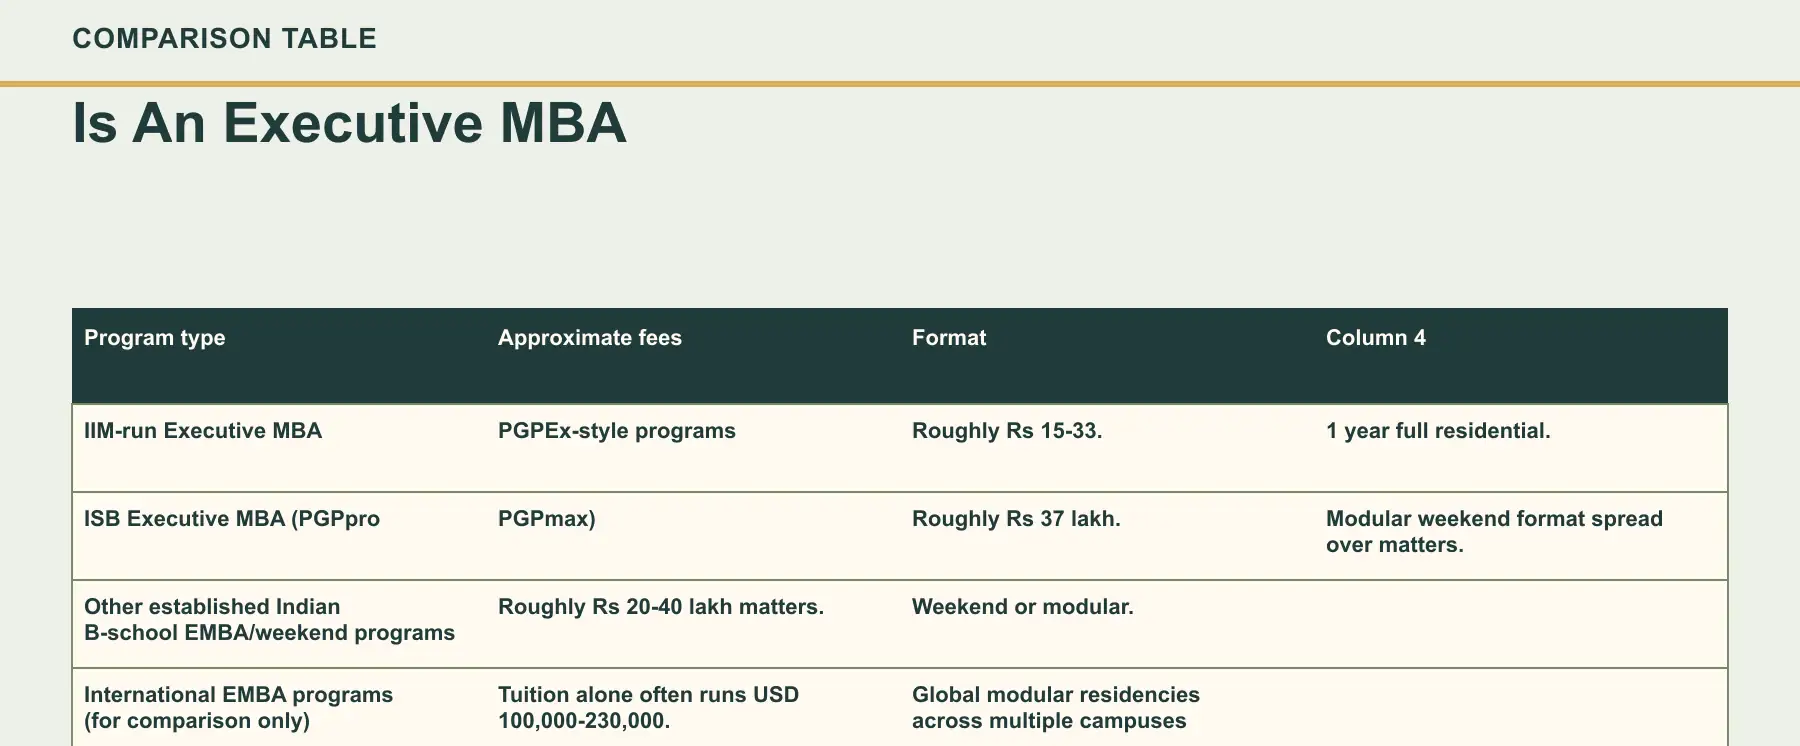 COMPARISON TABLE
Is An Executive MBA
Program type Approximate fees Format Column 4
IIM-run Executive MBA PGPEx-style programs Roughly Rs 15-33. 1 year full residential.
ISB Executive MBA (PGPpro PGPmax) Roughly Rs 37 lakh. Modular weekend format spread
over matters.
Other established Indian Roughly Rs 20-40 lakh matters. Weekend or modular.
B-school EMBA/weekend programs
International EMBA programs Tuition alone often runs USD Global modular residencies
(for comparison only) 100,000-230,000. across multiple campuses